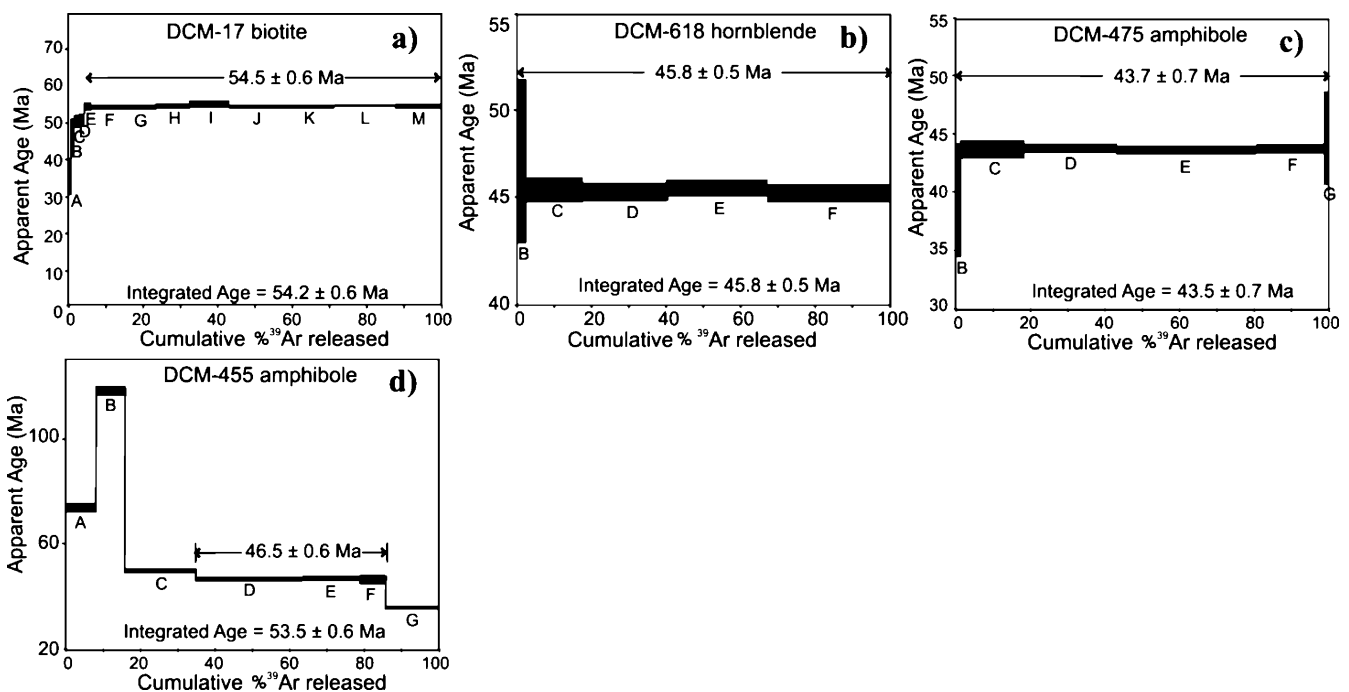 DCM-17 biotite
a)
54.5 ± 0.6 Ma
70
60
50
40
30
20
10
0
Apparent Age (Ma)
A
B
C
D
E
F
G
H
I
J
K
L
M
Integrated Age = 54.2 ± 0.6 Ma
0 20 40 60 80 100
Cumulative %³⁹Ar released
DCM-618 hornblende
b)
45.8 ± 0.5 Ma
55
50
45
40
Apparent Age (Ma)
B
C
D
E
F
Integrated Age = 45.8 ± 0.5 Ma
0 20 40 60 80 100
Cumulative % ³⁹Ar released
DCM-475 amphibole
c)
43.7 ± 0.7 Ma
55
50
45
40
35
30
Apparent Age (Ma)
B
C
D
E
F
G
Integrated Age = 43.5 ± 0.7 Ma
0 20 40 60 80 100
Cumulative %³⁹Ar released
DCM-455 amphibole
d)
46.5 ± 0.6 Ma
100
60
20
Apparent Age (Ma)
A
B
C
D
E
F
G
Integrated Age = 53.5 ± 0.6 Ma
0 20 40 60 80 100
Cumulative %³⁹Ar released